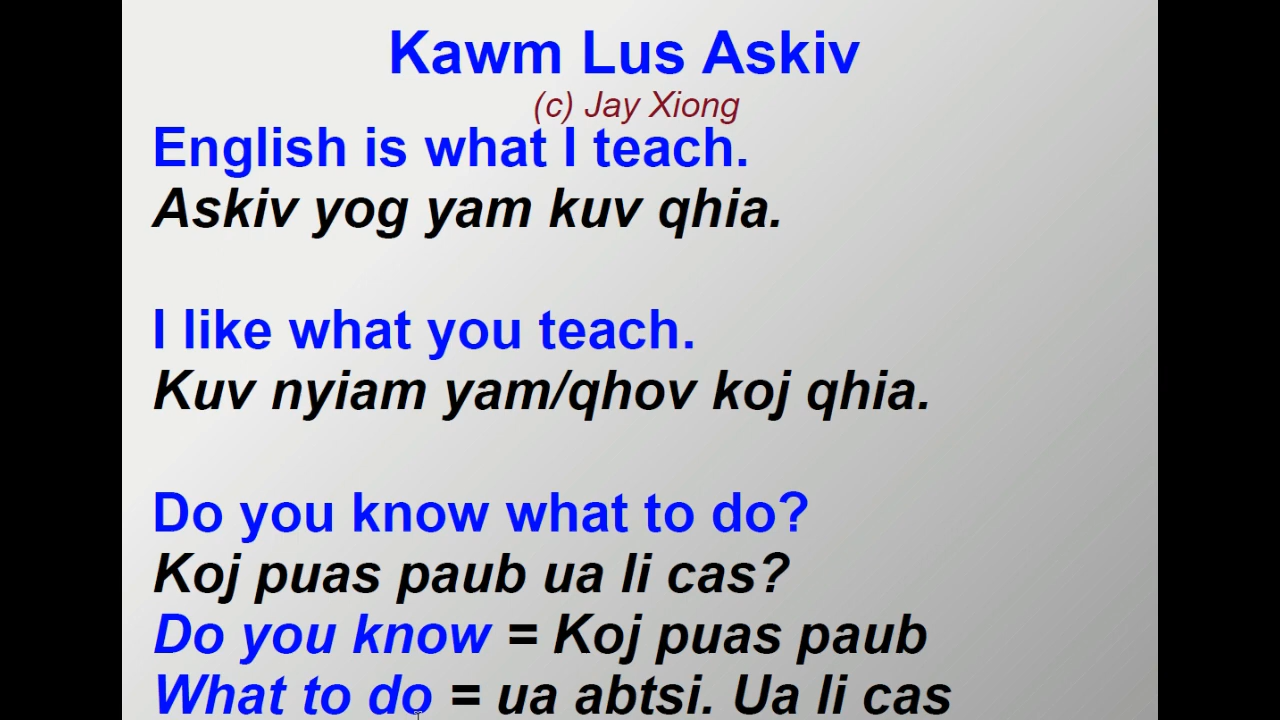 Kawm Lus Askiv
(c) Jay Xiong
English is what I teach.
Askiv yog yam kuv qhia.
I like what you teach.
Kuv nyiam yam/qhov koj qhia.
Do you know what to do?
Koj puas paub ua li cas?
Do you know = Koj puas paub
What to do = ua abtsi. Ua li cas